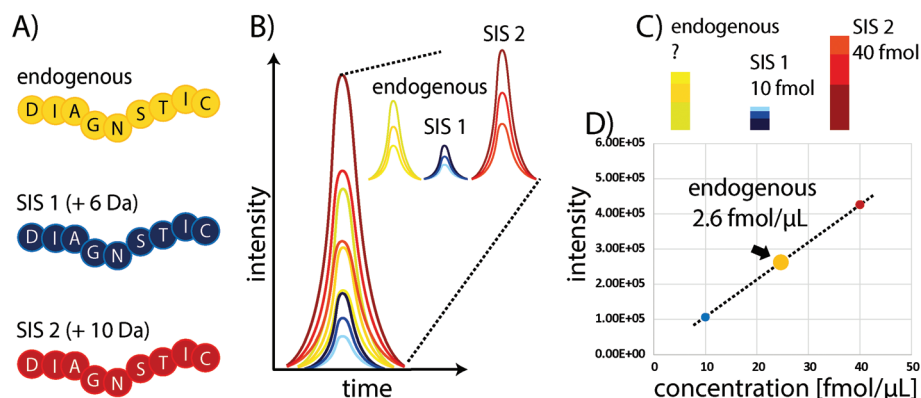 A)
endogenous
DIAGNSTIC
SIS 1 (+ 6 Da)
DIAGNSTIC
SIS 2 (+ 10 Da)
DIAGNSTIC
B)
intensity
time
endogenous
SIS 1
SIS 2
C)
endogenous
?
SIS 1
10 fmol
SIS 2
40 fmol
D)
intensity
6.00E+05
5.00E+05
4.00E+05
3.00E+05
2.00E+05
1.00E+05
0.00E+00
endogenous
2.6 fmol/µL
0 10 20 30 40 50
concentration [fmol/µL]